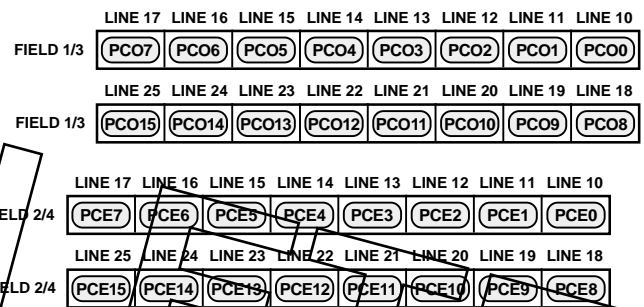 LINE 17 LINE 16 LINE 15 LINE 14 LINE 13 LINE 12 LINE 11 LINE 10
FIELD 1/3 PCO7 PCO6 PCO5 PCO4 PCO3 PCO2 PCO1 PCO0
LINE 25 LINE 24 LINE 23 LINE 22 LINE 21 LINE 20 LINE 19 LINE 18
FIELD 1/3 PCO15 PCO14 PCO13 PCO12 PCO11 PCO10 PCO9 PCO8
LINE 17 LINE 16 LINE 15 LINE 14 LINE 13 LINE 12 LINE 11 LINE 10
ELD 2/4 PCE7 PCE6 PCE5 PCE4 PCE3 PCE2 PCE1 PCE0
LINE 25 LINE 24 LINE 23 LINE 22 LINE 21 LINE 20 LINE 19 LINE 18
ELD 2/4 PCE15 PCE14 PCE13 PCE12 PCE11 PCE10 PCE9 PCE8